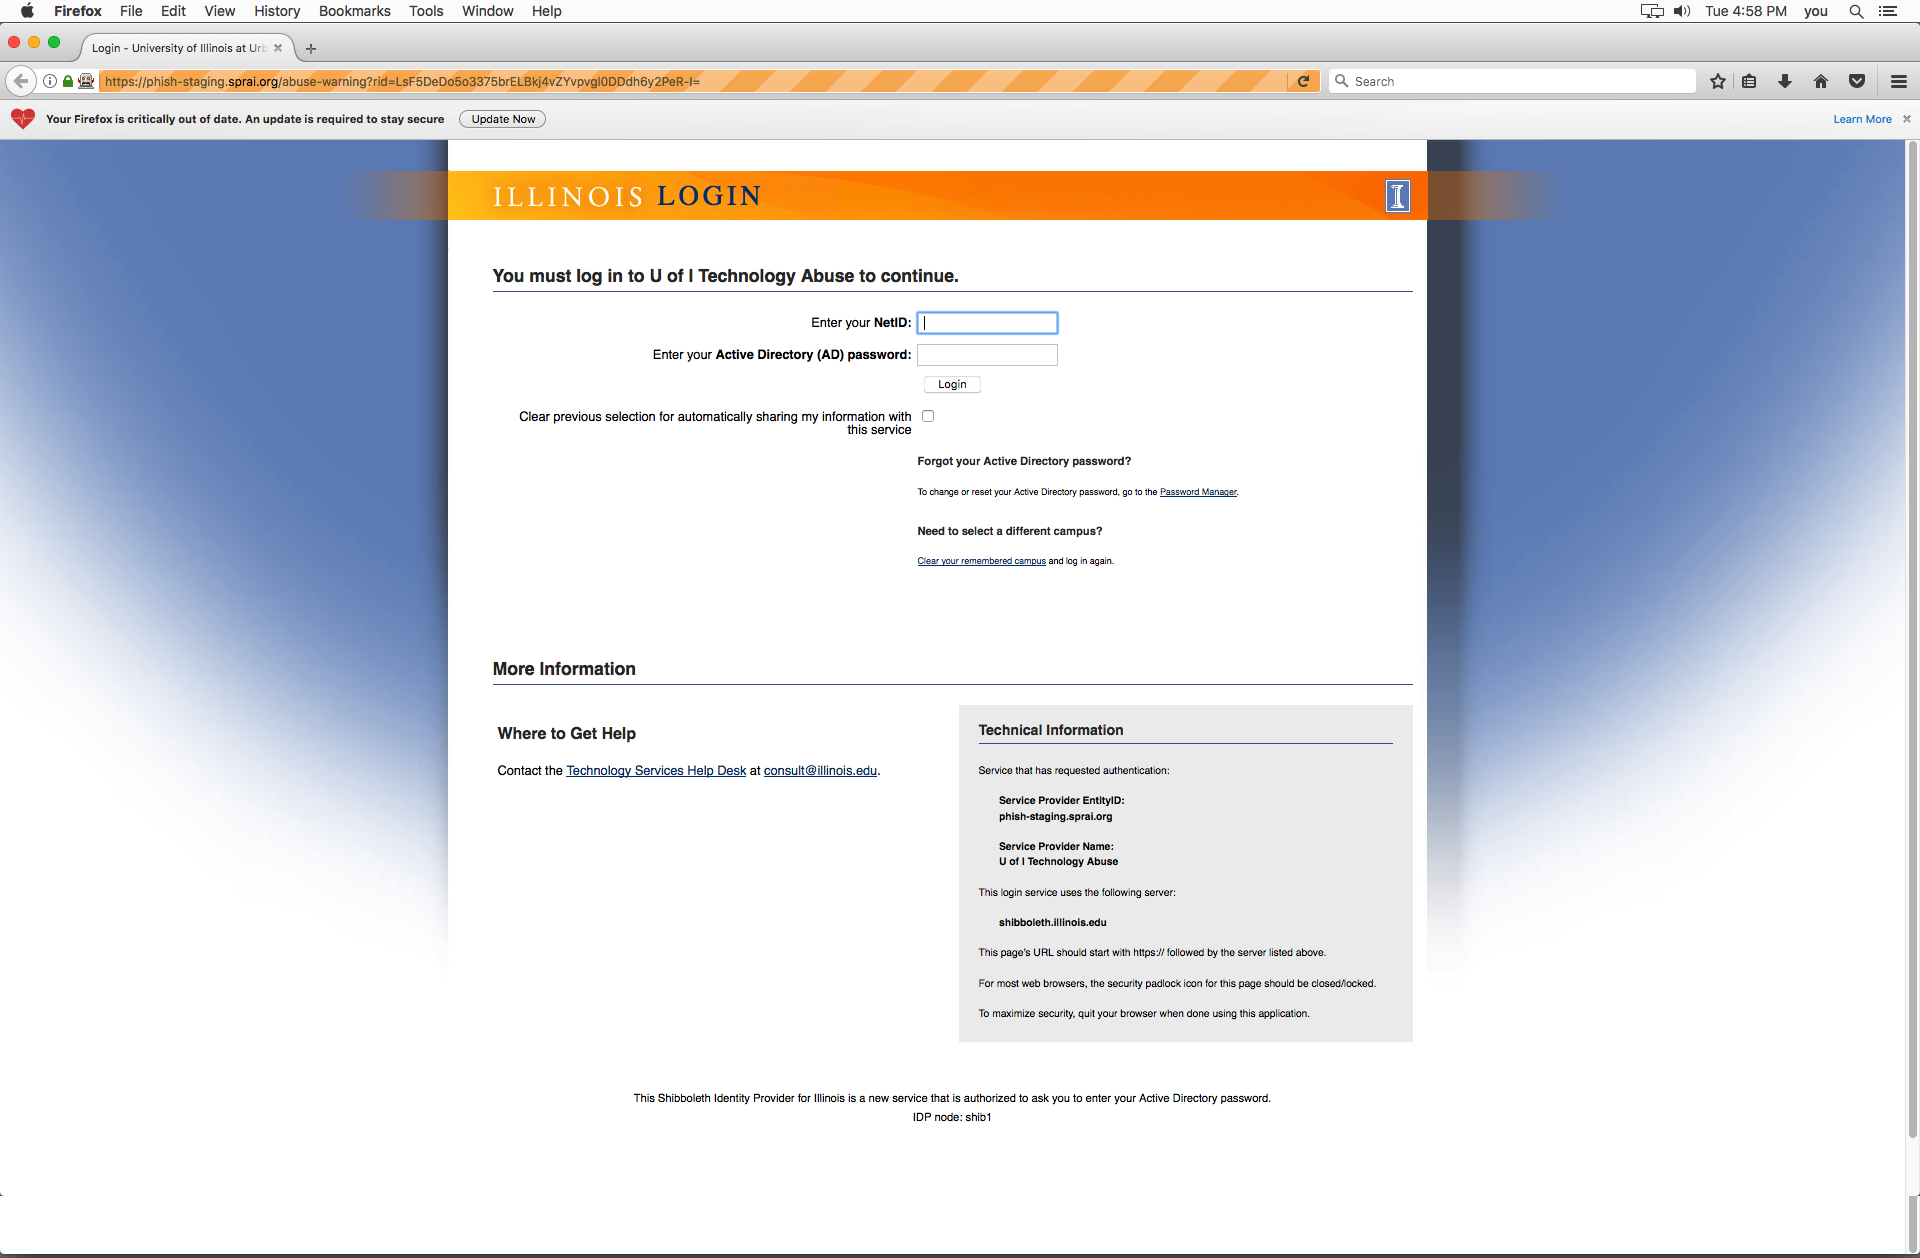 Firefox File Edit View History Bookmarks Tools Window Help Tue 4:58 PM you
Login - University of Illinois at Urb
https://phish-staging.sprai.org/abuse-warning?rid=LsF5DeDo5o3375brELBkj4vZYvpvgI0DDdh6y2PeR-I= Search
Your Firefox is critically out of date. An update is required to stay secure Update Now Learn More
ILLINOIS LOGIN
You must log in to U of I Technology Abuse to continue.
Enter your NetID:
Enter your Active Directory (AD) password:
Login
Clear previous selection for automatically sharing my information with
this service
Forgot your Active Directory password?
To change or reset your Active Directory password, go to the Password Manager.
Need to select a different campus?
Clear your remembered campus and log in again.
More Information
Where to Get Help
Contact the Technology Services Help Desk at consult@illinois.edu.
Technical Information
Service that has requested authentication:
Service Provider EntityID:
phish-staging.sprai.org
Service Provider Name:
U of I Technology Abuse
This login service uses the following server:
shibboleth.illinois.edu
This page's URL should start with https:// followed by the server listed above.
For most web browsers, the security padlock icon for this page should be closed/locked.
To maximize security, quit your browser when done using this application.
This Shibboleth Identity Provider for Illinois is a new service that is authorized to ask you to enter your Active Directory password.
IDP node: shib1